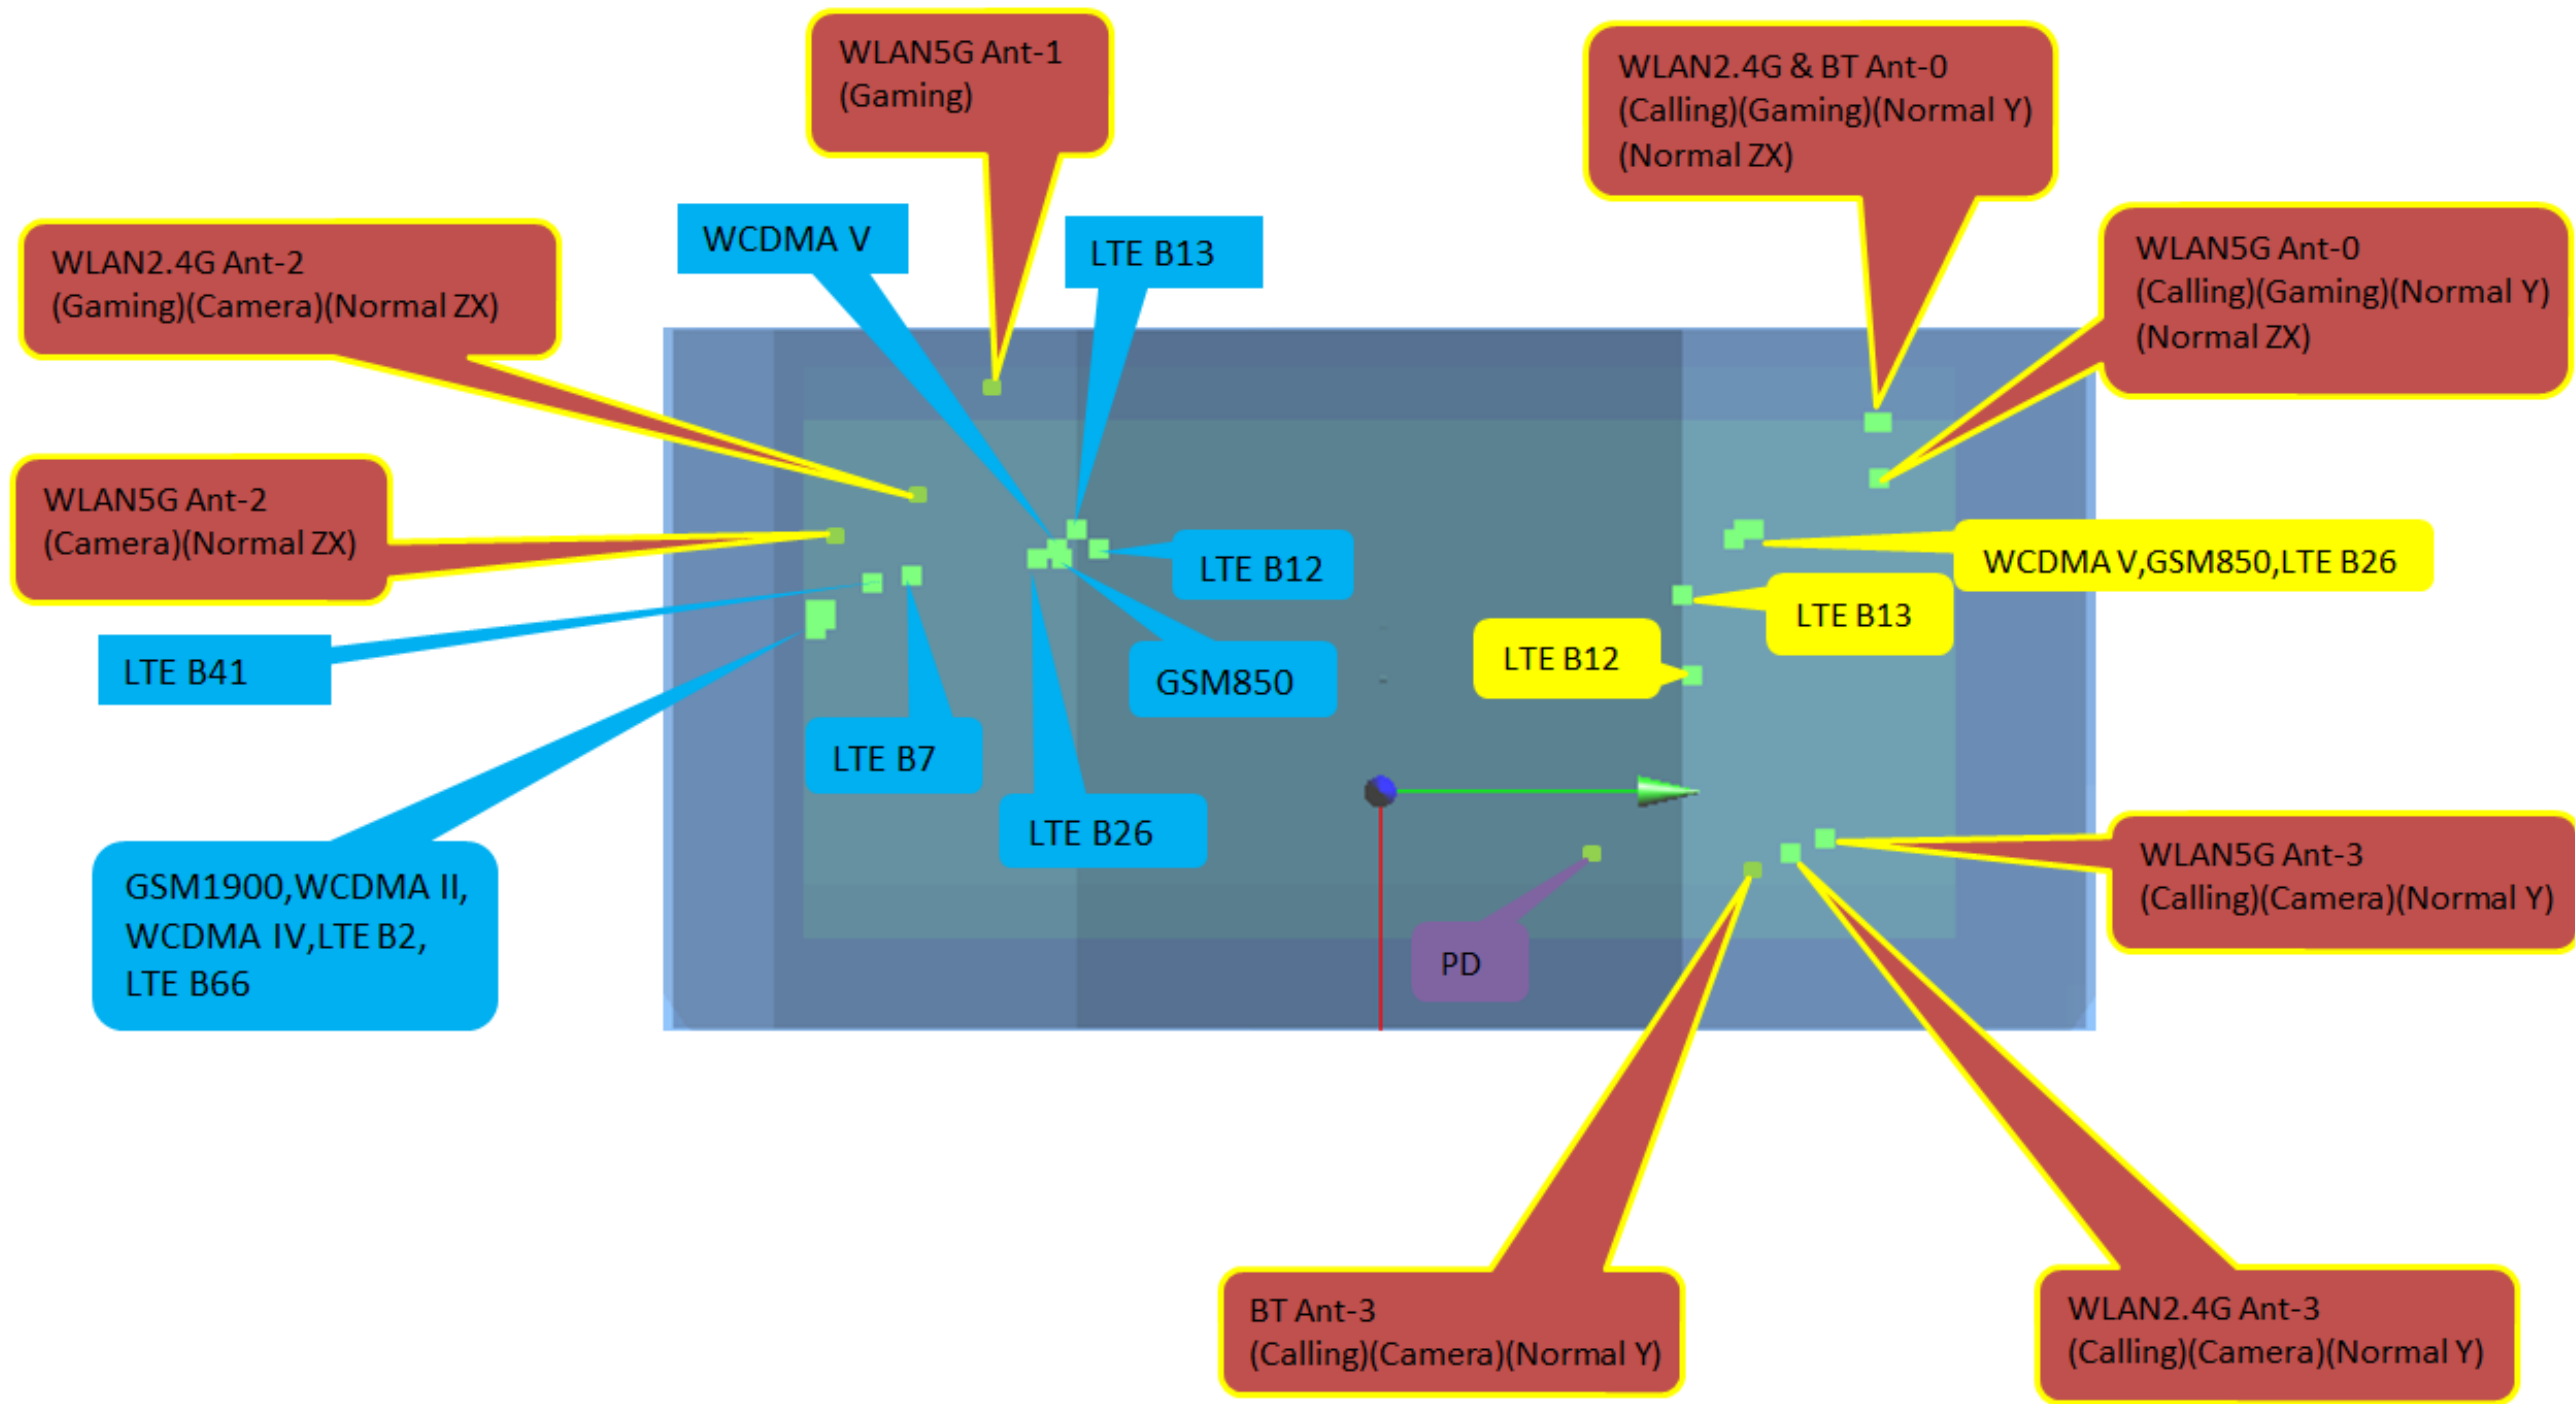 WLAN5G Ant-1
(Gaming)
WLAN2.4G & BT Ant-0
(Calling)(Gaming)(Normal Y)
(Normal ZX)
WCDMA V
LTE B13
WLAN2.4G Ant-2
(Gaming)(Camera)(Normal ZX)
WLAN5G Ant-0
(Calling)(Gaming)(Normal Y)
(Normal ZX)
WLAN5G Ant-2
(Camera)(Normal ZX)
LTE B12
WCDMA V,GSM850,LTE B26
LTE B13
LTE B12
LTE B41
GSM850
LTE B7
LTE B26
GSM1900,WCDMA II,
WCDMA IV,LTE B2,
LTE B66
WLAN5G Ant-3
(Calling)(Camera)(Normal Y)
PD
BT Ant-3
(Calling)(Camera)(Normal Y)
WLAN2.4G Ant-3
(Calling)(Camera)(Normal Y)